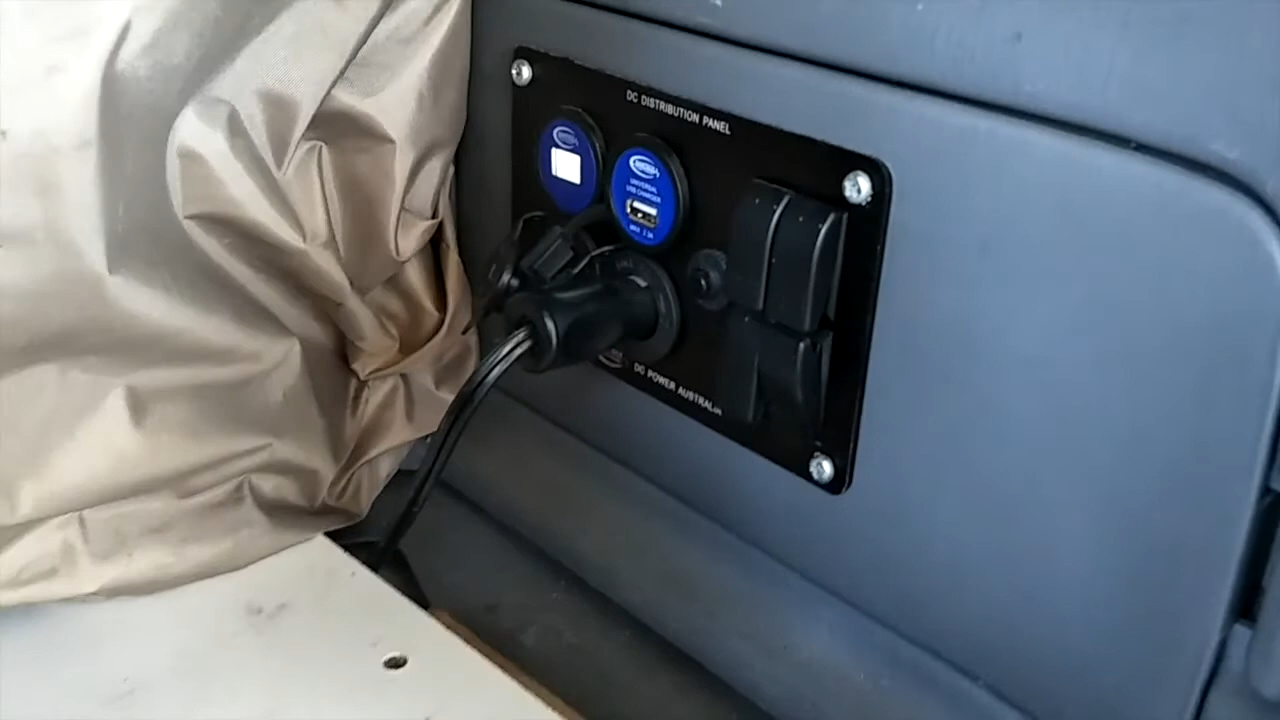 DC DISTRIBUTION PANEL
UNIVERSAL
USB CHARGER
DC POWER AUSTRALIA